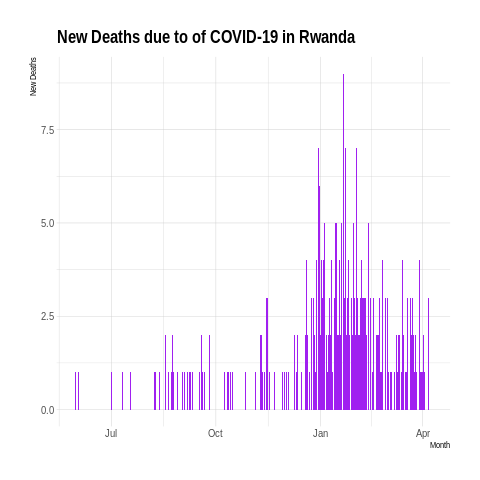 New Deaths due to of COVID-19 in Rwanda
New Deaths
7.5
5.0
2.5
0.0
Jul Oct Jan Apr
Month